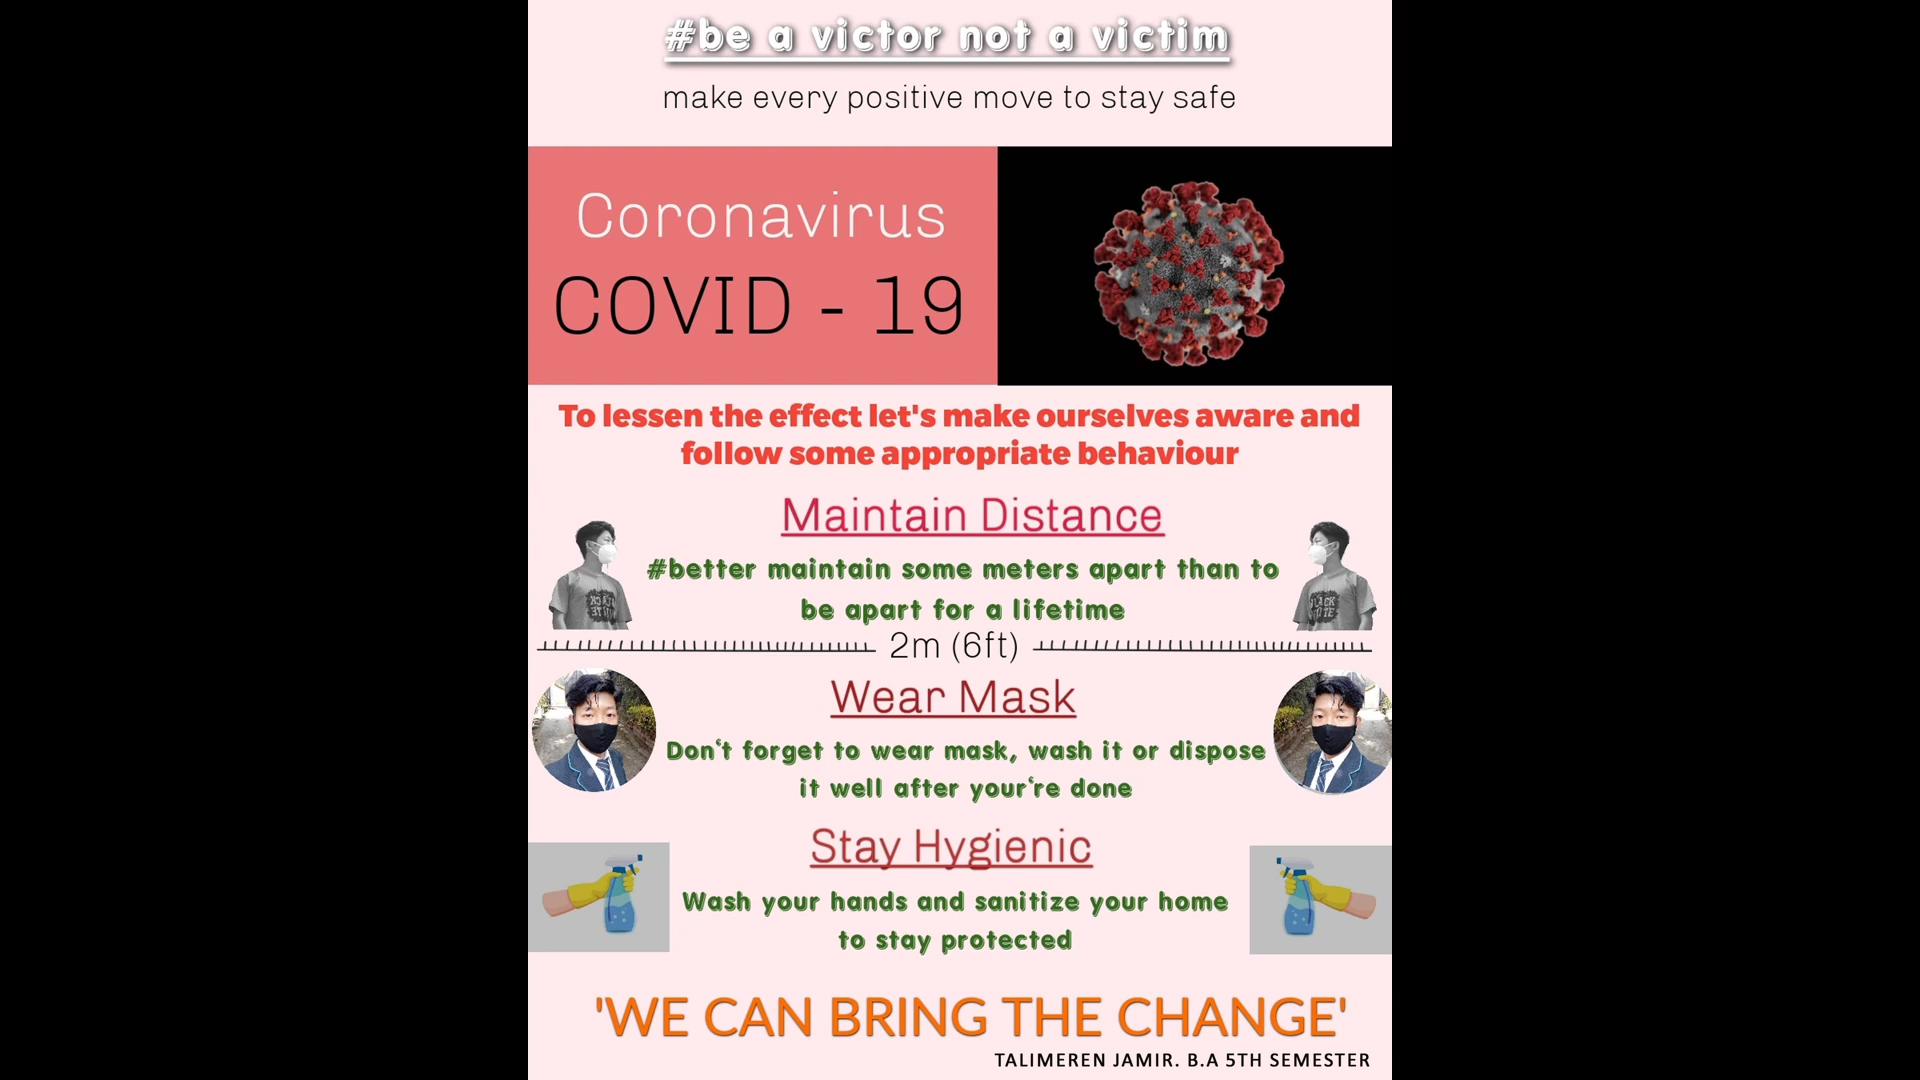 #be a victor not a victim
make every positive move to stay safe
Coronavirus
COVID - 19
To lessen the effect let's make ourselves aware and
follow some appropriate behaviour
Maintain Distance
#better maintain some meters apart than to
be apart for a lifetime
2m (6ft)
Wear Mask
Don't forget to wear mask, wash it or dispose
it well after your're done
Stay Hygienic
Wash your hands and sanitize your home
to stay protected
'WE CAN BRING THE CHANGE'
TALIMEREN JAMIR. B.A 5TH SEMESTER